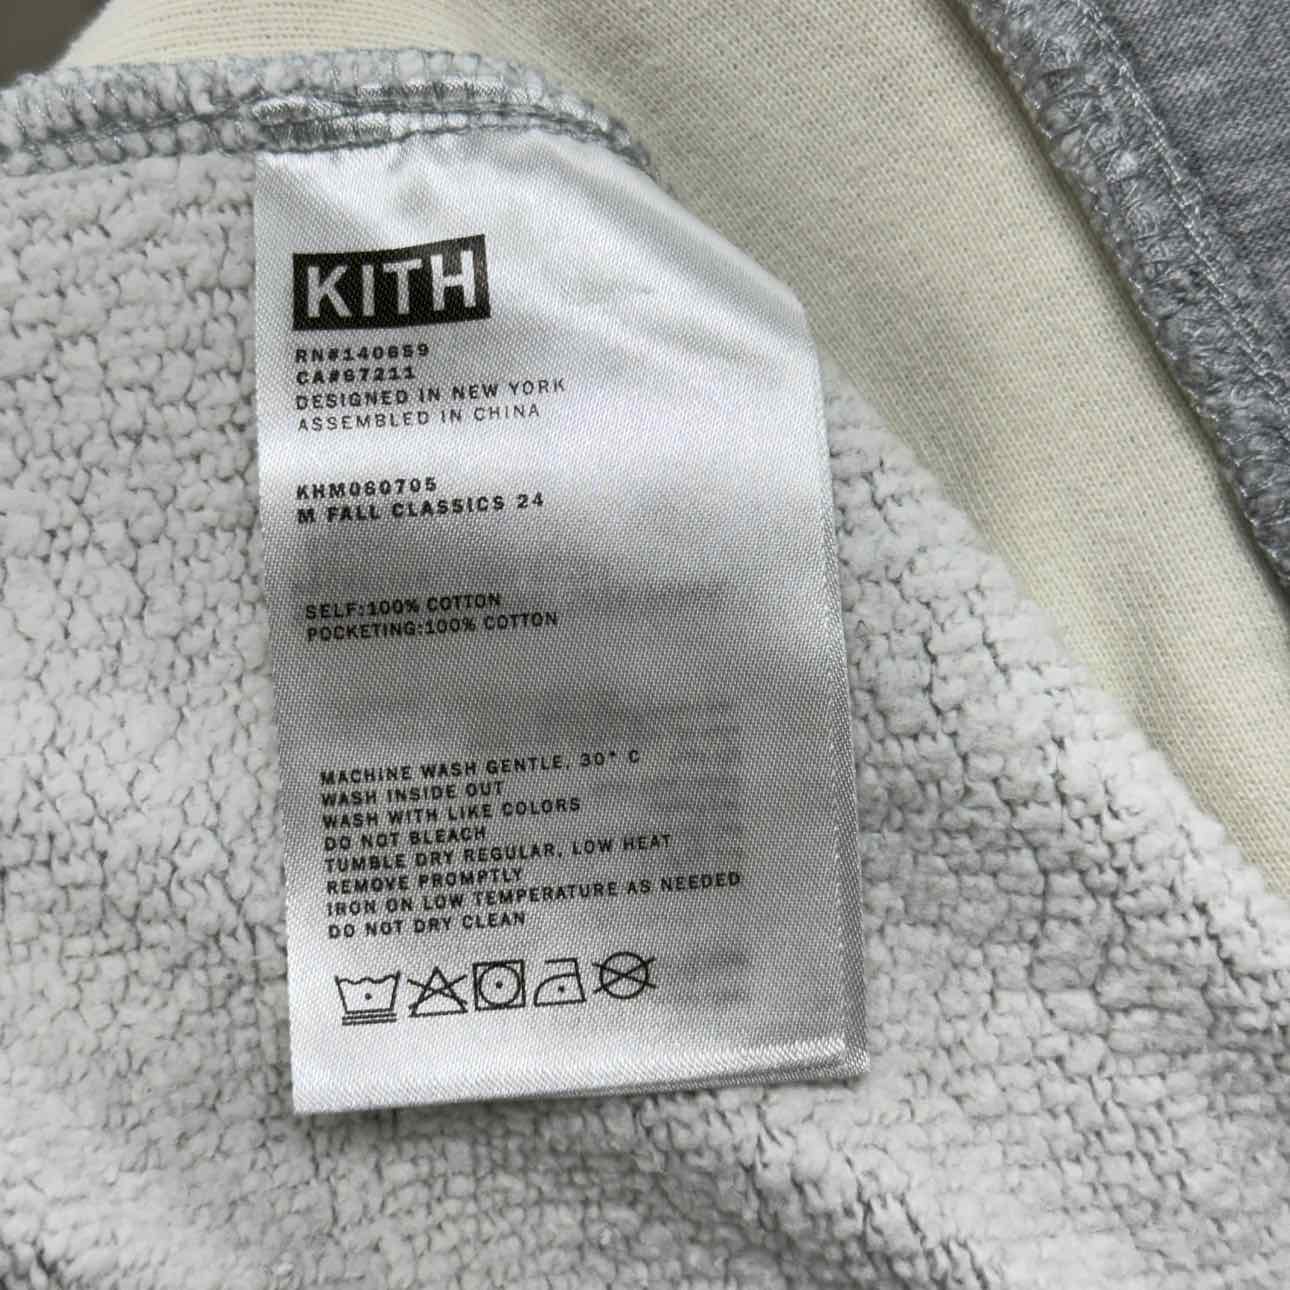 KITH
RN#140659
CA#67211
DESIGNED IN NEW YORK
ASSEMBLED IN CHINA
KHM060705
M FALL CLASSICS 24
SELF:100% COTTON
POCKETING:100% COTTON
MACHINE WASH GENTLE, 30° C
WASH INSIDE OUT
WASH WITH LIKE COLORS
DO NOT BLEACH
TUMBLE DRY REGULAR, LOW HEAT
REMOVE PROMPTLY
IRON ON LOW TEMPERATURE AS NEEDED
DO NOT DRY CLEAN